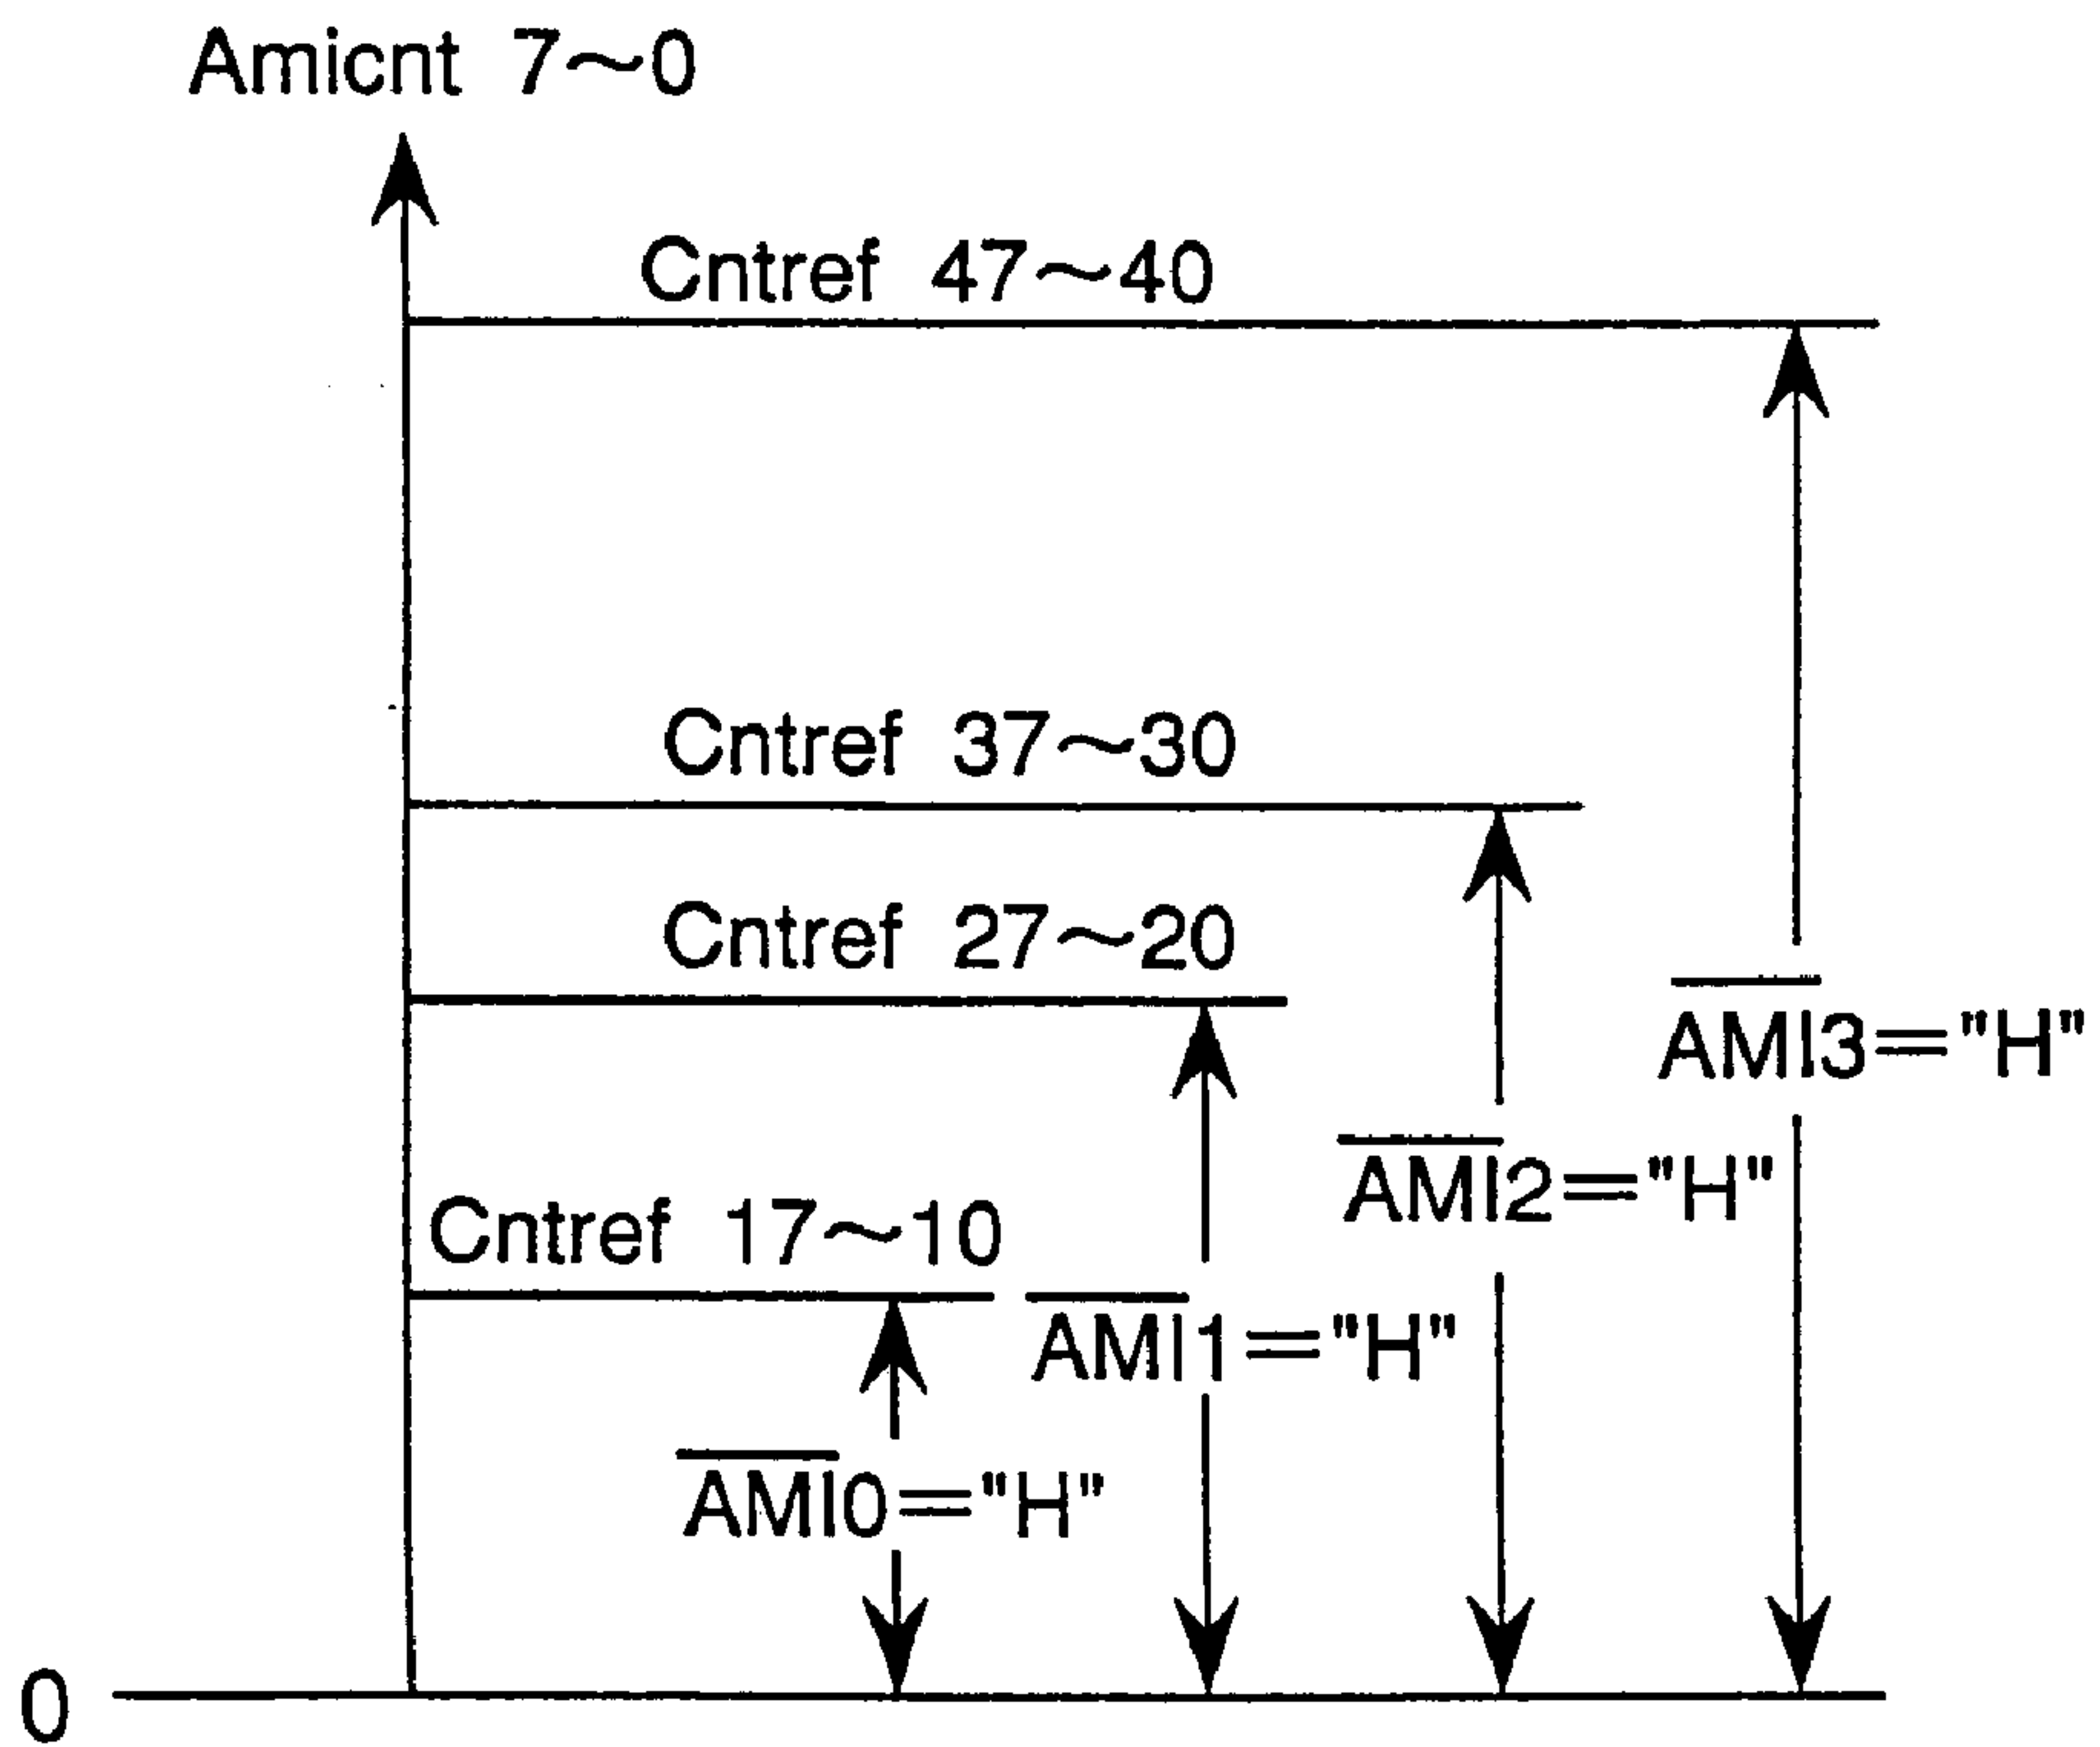 Amicnt 7~0
Cntref 47~40
Cntref 37~30
Cntref 27~20
AMI3="H"
AMI2="H"
Cntref 17~10
AMI1="H"
AMI0="H"
0